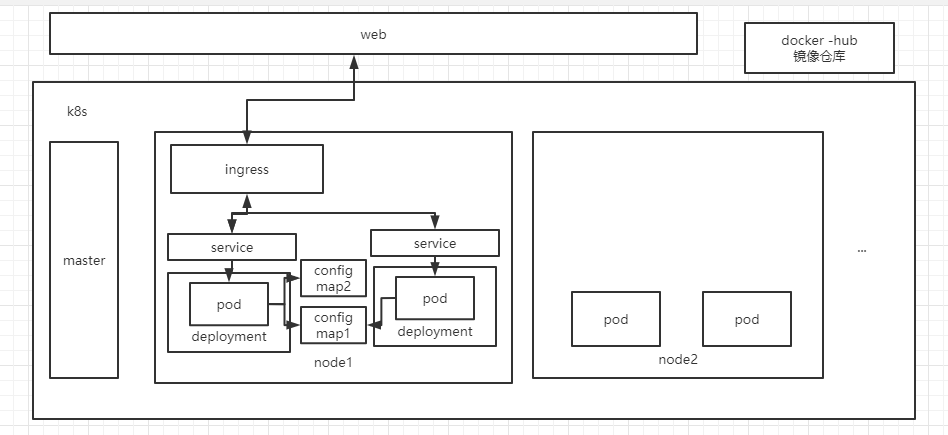 web
docker -hub
镜像仓库
k8s
master
ingress
service
service
config
map2
pod
pod
config
map1
deployment
deployment
node1
pod
pod
node2
...